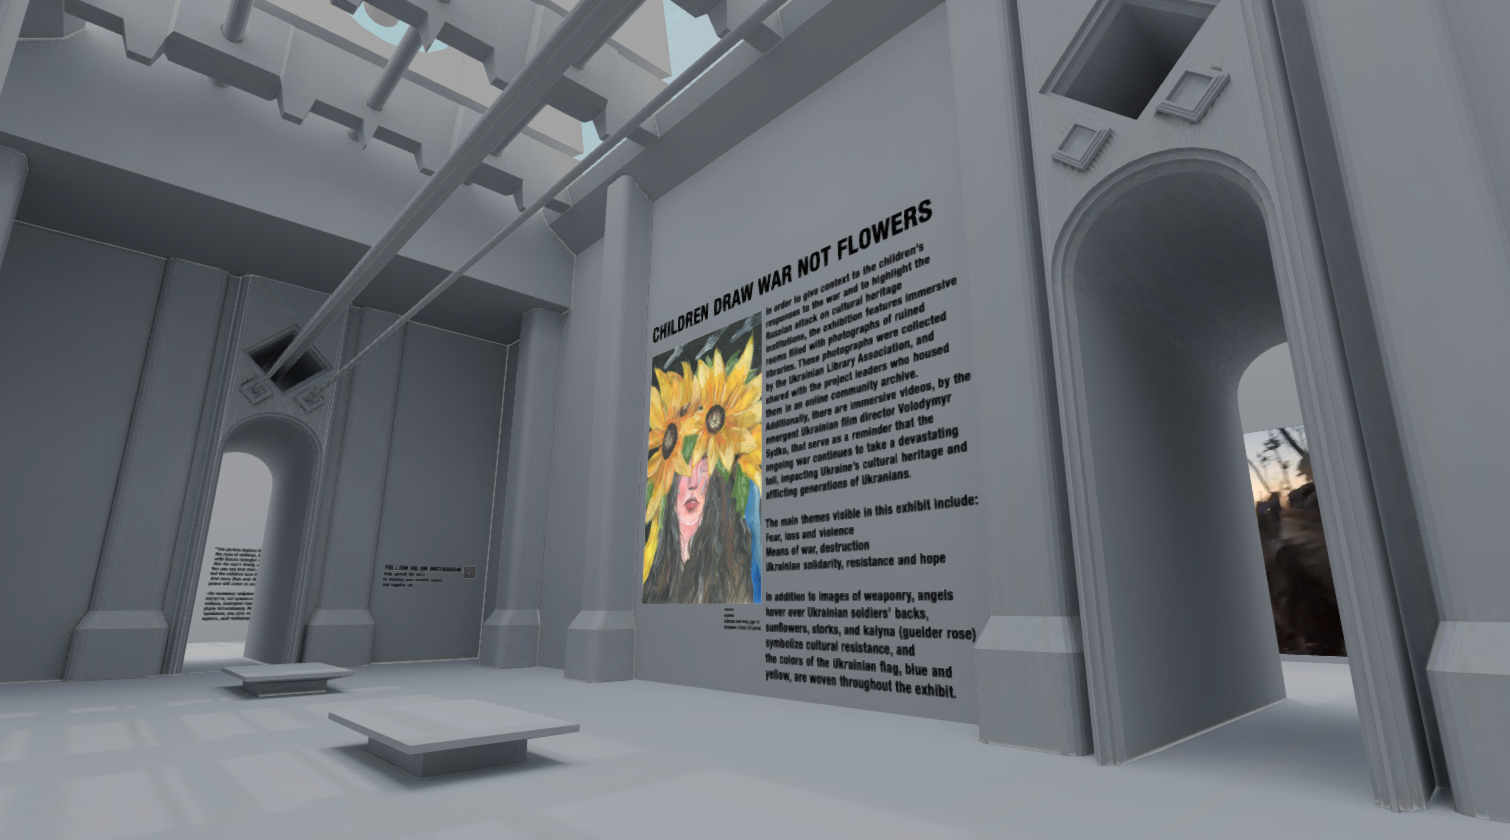 CHILDREN DRAW WAR NOT FLOWERS
In order to give context to the children's
responses to the war and to highlight the
Russian attack on cultural heritage
institutions, the exhibition features immersive
rooms filled with photographs of ruined
libraries. These photographs were collected
by the Ukrainian Library Association, and
shared with the project leaders who housed
them in an online community archive.
Additionally, there are immersive videos, by the
emergent Ukrainian film director Volodymyr
Sydko, that serve as a reminder that the
ongoing war continues to take a devastating
toll, impacting Ukraine's cultural heritage and
afflicting generations of Ukranians.
The main themes visible in this exhibit include:
Fear, loss and violence
Means of war, destruction
Ukrainian solidarity, resistance and hope
In addition to images of weaponry, angels
hover over Ukrainian soldiers' backs,
sunflowers, storks, and kalyna (guelder rose)
symbolize cultural resistance, and
the colors of the Ukrainian flag, blue and
yellow, are woven throughout the exhibit.
FOLLOW US ON INSTAGRAM